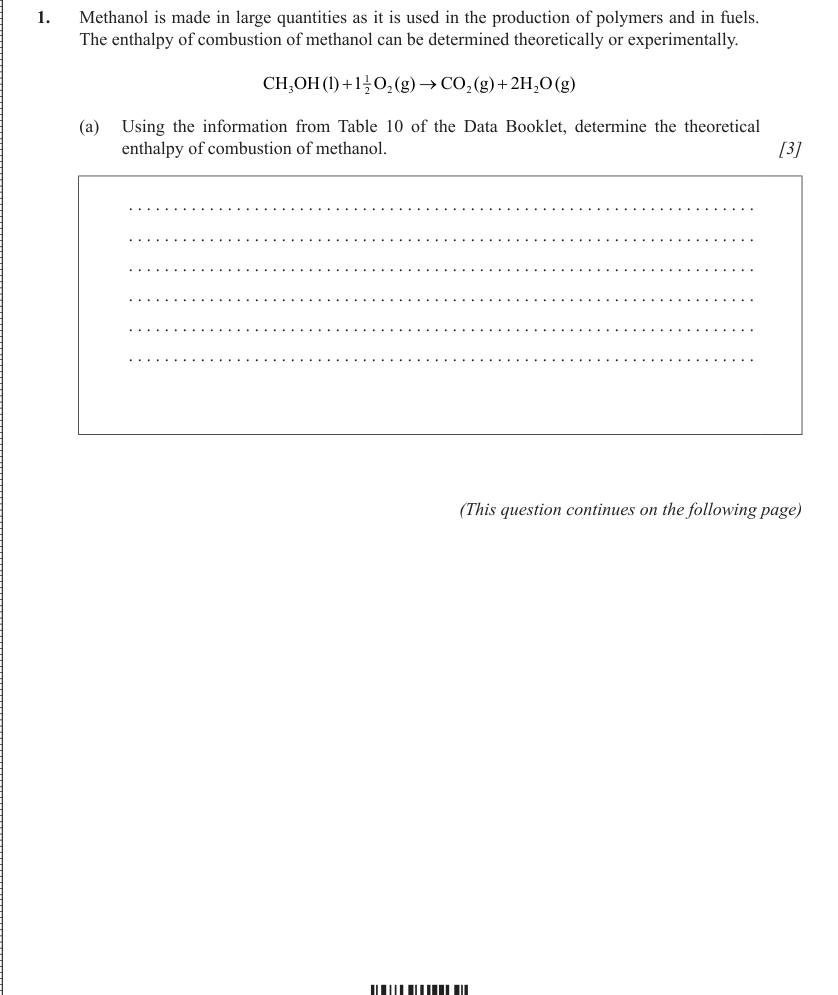 1. Methanol is made in large quantities as it is used in the production of polymers and in fuels.
The enthalpy of combustion of methanol can be determined theoretically or experimentally.
CH₃OH(l)+1½O₂(g)→CO₂(g)+2H₂O(g)
(a) Using the information from Table 10 of the Data Booklet, determine the theoretical
enthalpy of combustion of methanol. [3]
(This question continues on the following page)